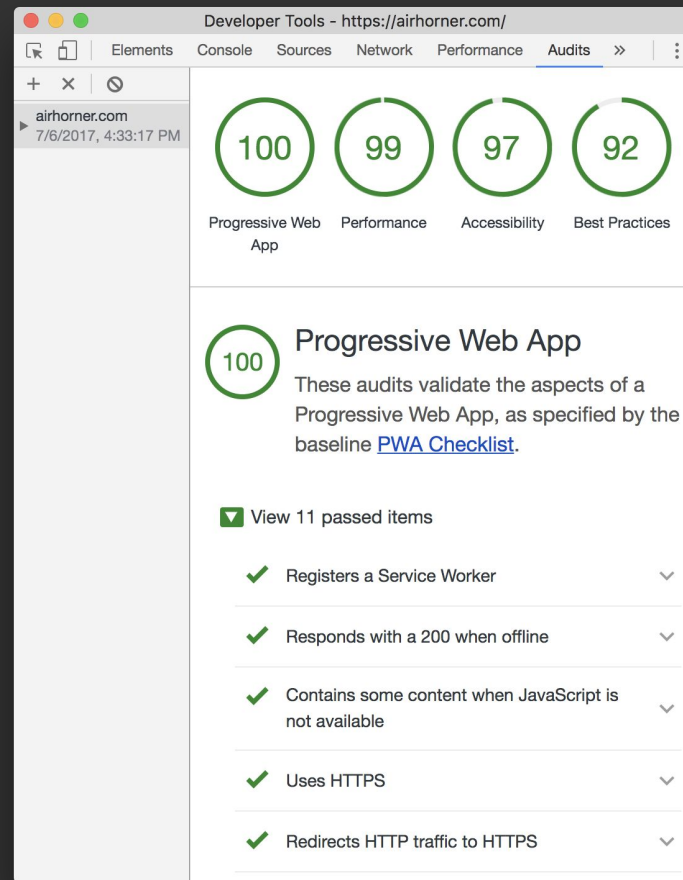 Developer Tools - https://airhorner.com/
Elements Console Sources Network Performance Audits »
airhorner.com
7/6/2017, 4:33:17 PM
100 99 97 92
Progressive Web App
Performance
Accessibility
Best Practices
100
Progressive Web App
These audits validate the aspects of a
Progressive Web App, as specified by the
baseline PWA Checklist.
View 11 passed items
Registers a Service Worker
Responds with a 200 when offline
Contains some content when JavaScript is
not available
Uses HTTPS
Redirects HTTP traffic to HTTPS